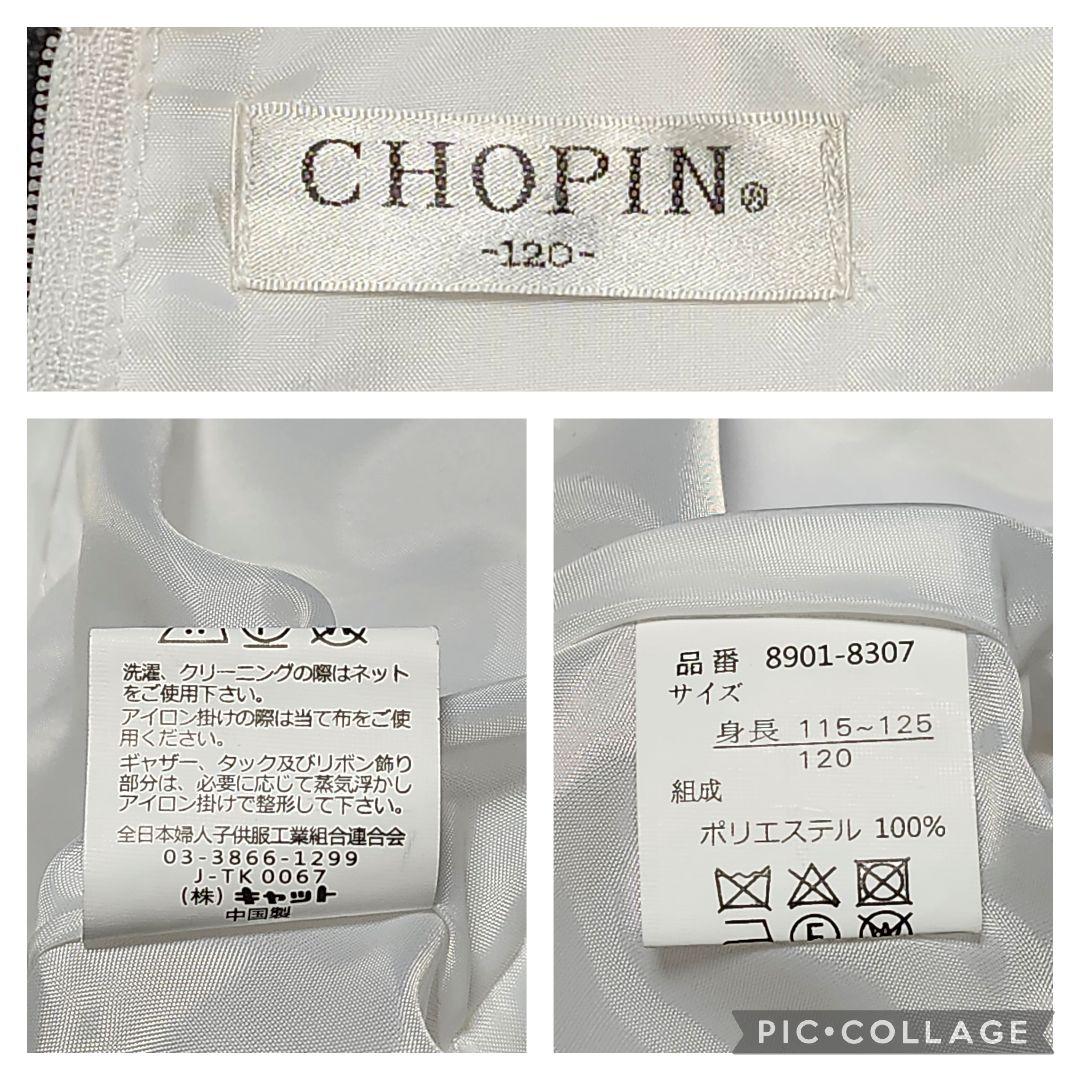 CHOPIN®
-120-
洗濯、クリーニングの際はネット
をご使用下さい。
アイロン掛けの際は当て布をご使
用ください。
ギャザー、タック及びリボン飾り
部分は、必要に応じて蒸気浮かし
アイロン掛けで整形して下さい。
全日本婦人子供服工業組合連合会
03-3866-1299
J-TK0067
(株) キャット
中国製
品番 8901-8307
サイズ
身長 115~125
120
組成
ポリエステル 100%
F
W
PIC•COLLAGE